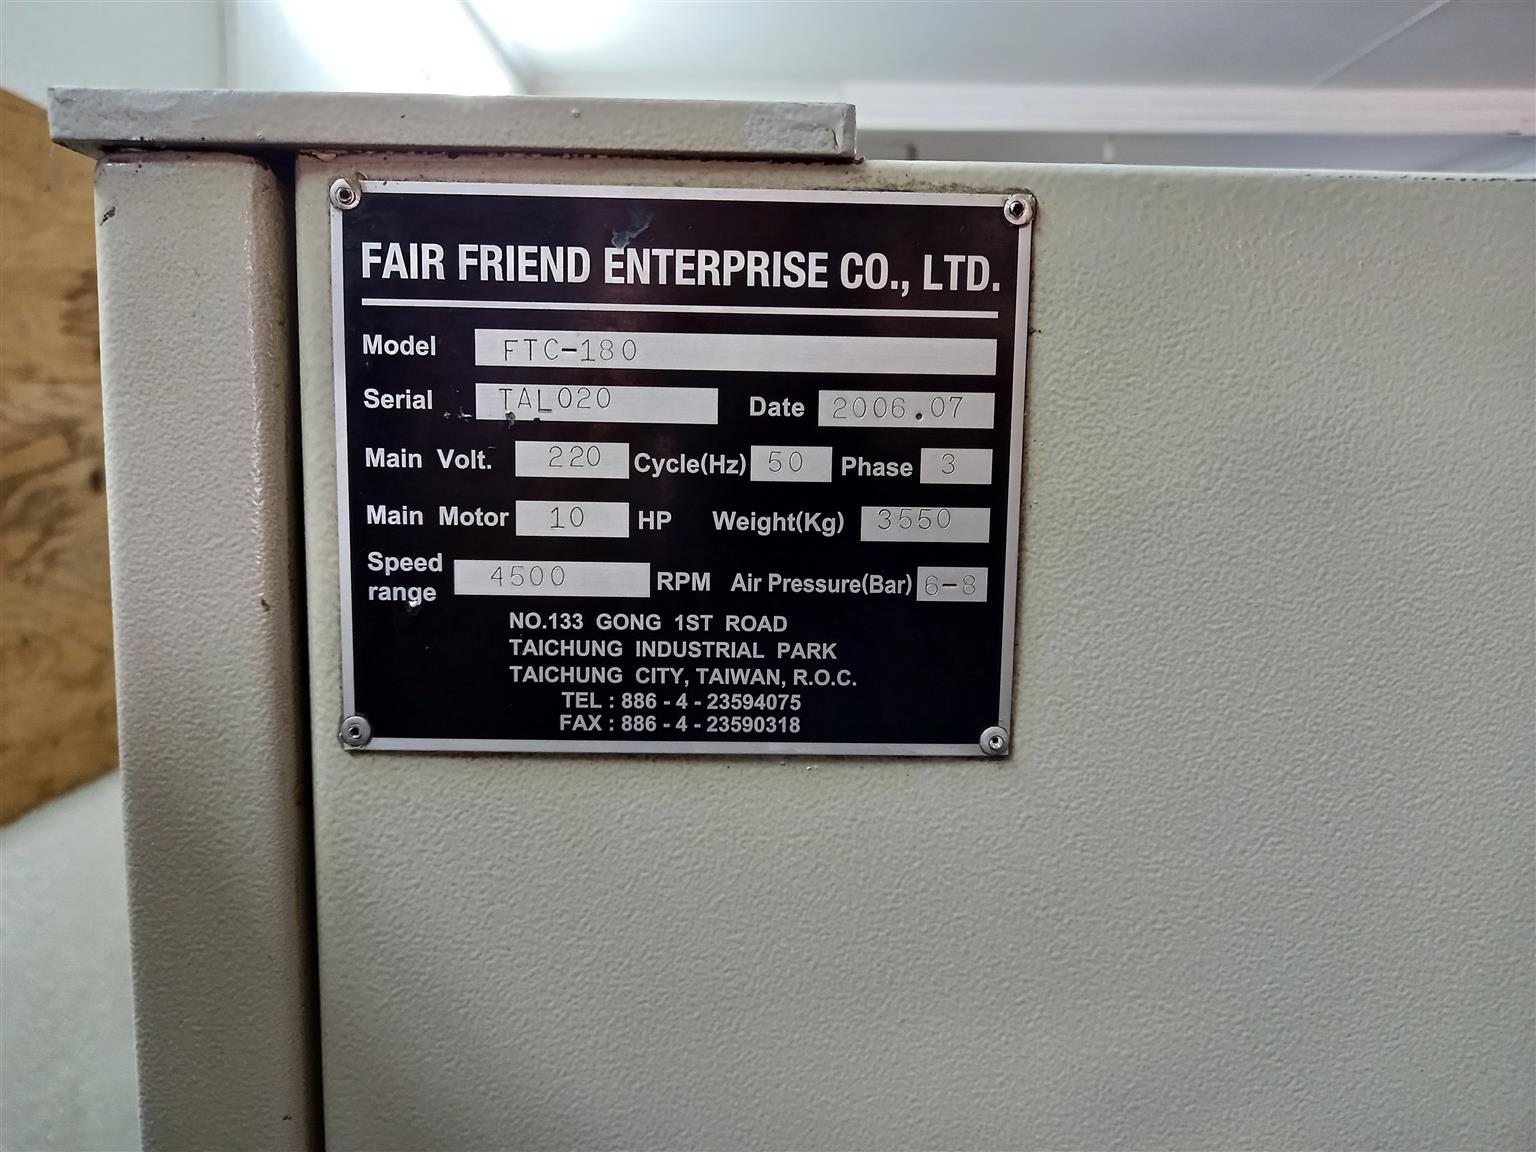 FAIR FRIEND ENTERPRISE CO., LTD.
Model FTC-180
Serial TAL020 Date 2006.07
Main Volt. 220 Cycle(Hz) 50 Phase 3
Main Motor 10 HP Weight(Kg) 3550
Speed range 4500 RPM Air Pressure(Bar) 6-8
NO.133 GONG 1ST ROAD
TAICHUNG INDUSTRIAL PARK
TAICHUNG CITY, TAIWAN, R.O.C.
TEL : 886 - 4 - 23594075
FAX : 886 - 4 - 23590318